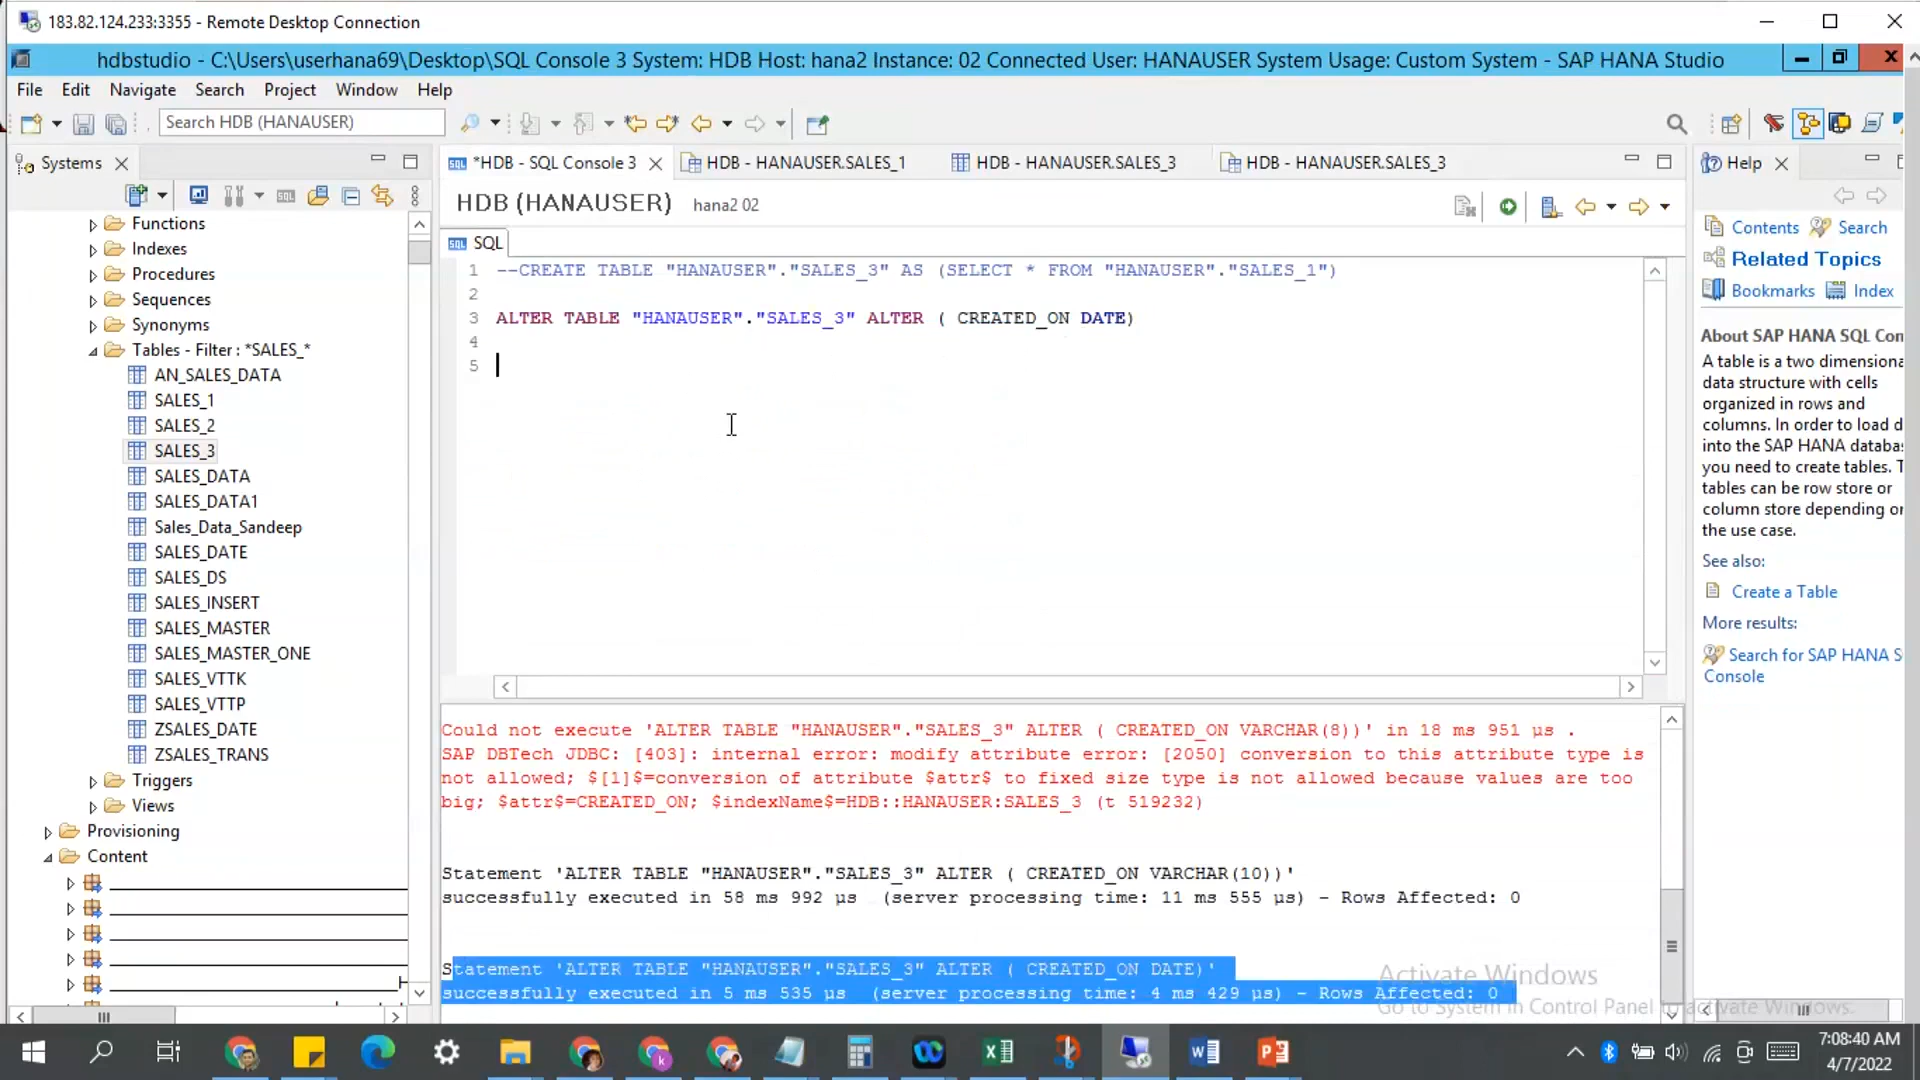 183.82.124.233:3355 - Remote Desktop Connection
hdbstudio - C:\Users\userhana69\Desktop\SQL Console 3 System: HDB Host: hana2 Instance: 02 Connected User: HANAUSER System Usage: Custom System - SAP HANA Studio
File Edit Navigate Search Project Window Help
Search HDB (HANAUSER)
Systems
*HDB - SQL Console 3
HDB - HANAUSER.SALES_1
HDB - HANAUSER.SALES_3
HDB - HANAUSER.SALES_3
Help
HDB (HANAUSER) hana2 02
SQL SQL
Functions
Indexes
Procedures
Sequences
Synonyms
Tables - Filter : *SALES_*
AN_SALES_DATA
SALES_1
SALES_2
SALES_3
SALES_DATA
SALES_DATA1
Sales_Data_Sandeep
SALES_DATE
SALES_DS
SALES_INSERT
SALES_MASTER
SALES_MASTER_ONE
SALES_VTTK
SALES_VTTP
ZSALES_DATE
ZSALES_TRANS
Triggers
Views
Provisioning
Content
1 --CREATE TABLE "HANAUSER"."SALES_3" AS (SELECT * FROM "HANAUSER"."SALES_1")
2
3 ALTER TABLE "HANAUSER"."SALES_3" ALTER ( CREATED_ON DATE)
4
5
Could not execute 'ALTER TABLE "HANAUSER"."SALES_3" ALTER ( CREATED_ON VARCHAR(8))' in 18 ms 951 µs .
SAP DBTech JDBC: [403]: internal error: modify attribute error: [2050] conversion to this attribute type is
not allowed; $[1]$=conversion of attribute $attr$ to fixed size type is not allowed because values are too
big; $attr$=CREATED_ON; $indexName$=HDB::HANAUSER:SALES_3 (t 519232)
Statement 'ALTER TABLE "HANAUSER"."SALES_3" ALTER ( CREATED_ON VARCHAR(10))'
successfully executed in 58 ms 992 µs (server processing time: 11 ms 555 µs) - Rows Affected: 0
Statement 'ALTER TABLE "HANAUSER"."SALES_3" ALTER ( CREATED_ON DATE)'
successfully executed in 5 ms 535 µs (server processing time: 4 ms 429 µs) - Rows Affected: 0
Contents Search
Related Topics
Bookmarks Index
About SAP HANA SQL Con
A table is a two dimensiona
data structure with cells
organized in rows and
columns. In order to load d
into the SAP HANA databa
you need to create tables. T
tables can be row store or
column store depending or
the use case.
See also:
Create a Table
More results:
Search for SAP HANA S
Console
Activate Windows
Go to System in Control Panel to activate Windows.
7:08:40 AM
4/7/2022